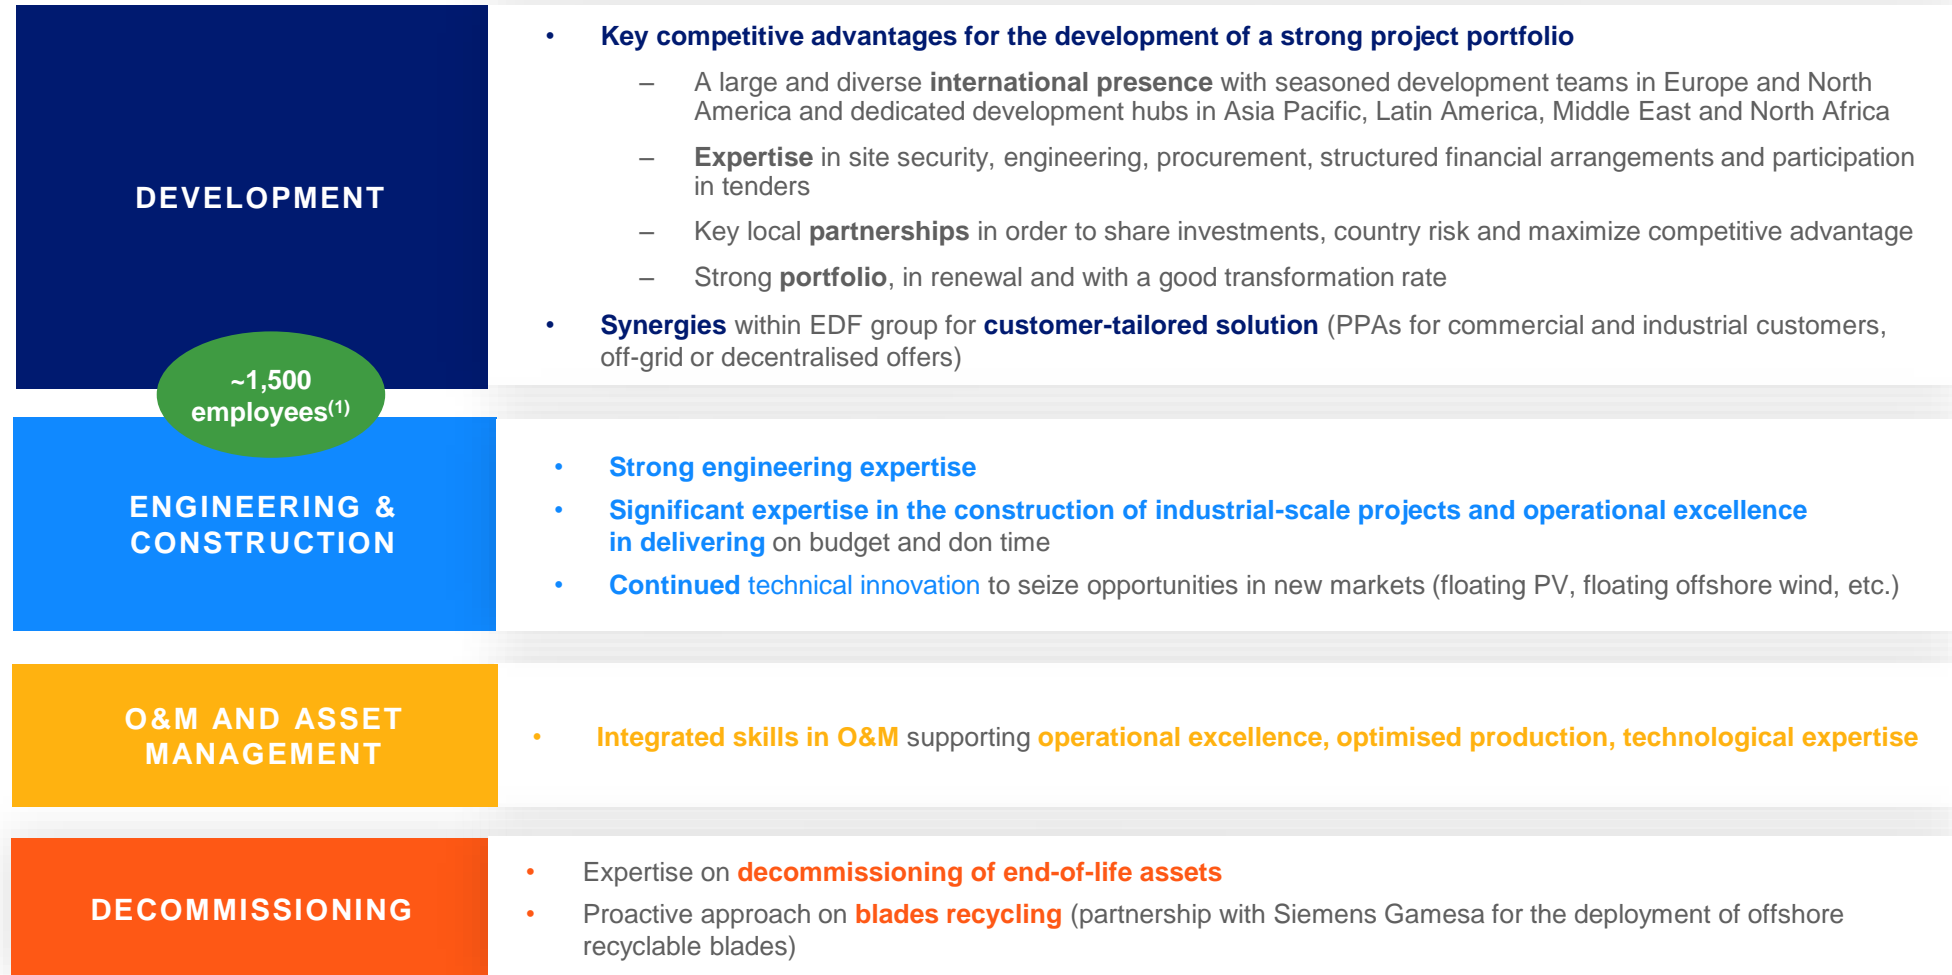 DEVELOPMENT
• Key competitive advantages for the development of a strong project portfolio
– A large and diverse international presence with seasoned development teams in Europe and North
America and dedicated development hubs in Asia Pacific, Latin America, Middle East and North Africa
– Expertise in site security, engineering, procurement, structured financial arrangements and participation
in tenders
– Key local partnerships in order to share investments, country risk and maximize competitive advantage
– Strong portfolio, in renewal and with a good transformation rate
• Synergies within EDF group for customer-tailored solution (PPAs for commercial and industrial customers,
off-grid or decentralised offers)
~1,500
employees(1)
ENGINEERING &
CONSTRUCTION
• Strong engineering expertise
• Significant expertise in the construction of industrial-scale projects and operational excellence
in delivering on budget and don time
• Continued technical innovation to seize opportunities in new markets (floating PV, floating offshore wind, etc.)
O&M AND ASSET
MANAGEMENT
• Integrated skills in O&M supporting operational excellence, optimised production, technological expertise
DECOMMISSIONING
• Expertise on decommissioning of end-of-life assets
• Proactive approach on blades recycling (partnership with Siemens Gamesa for the deployment of offshore
recyclable blades)